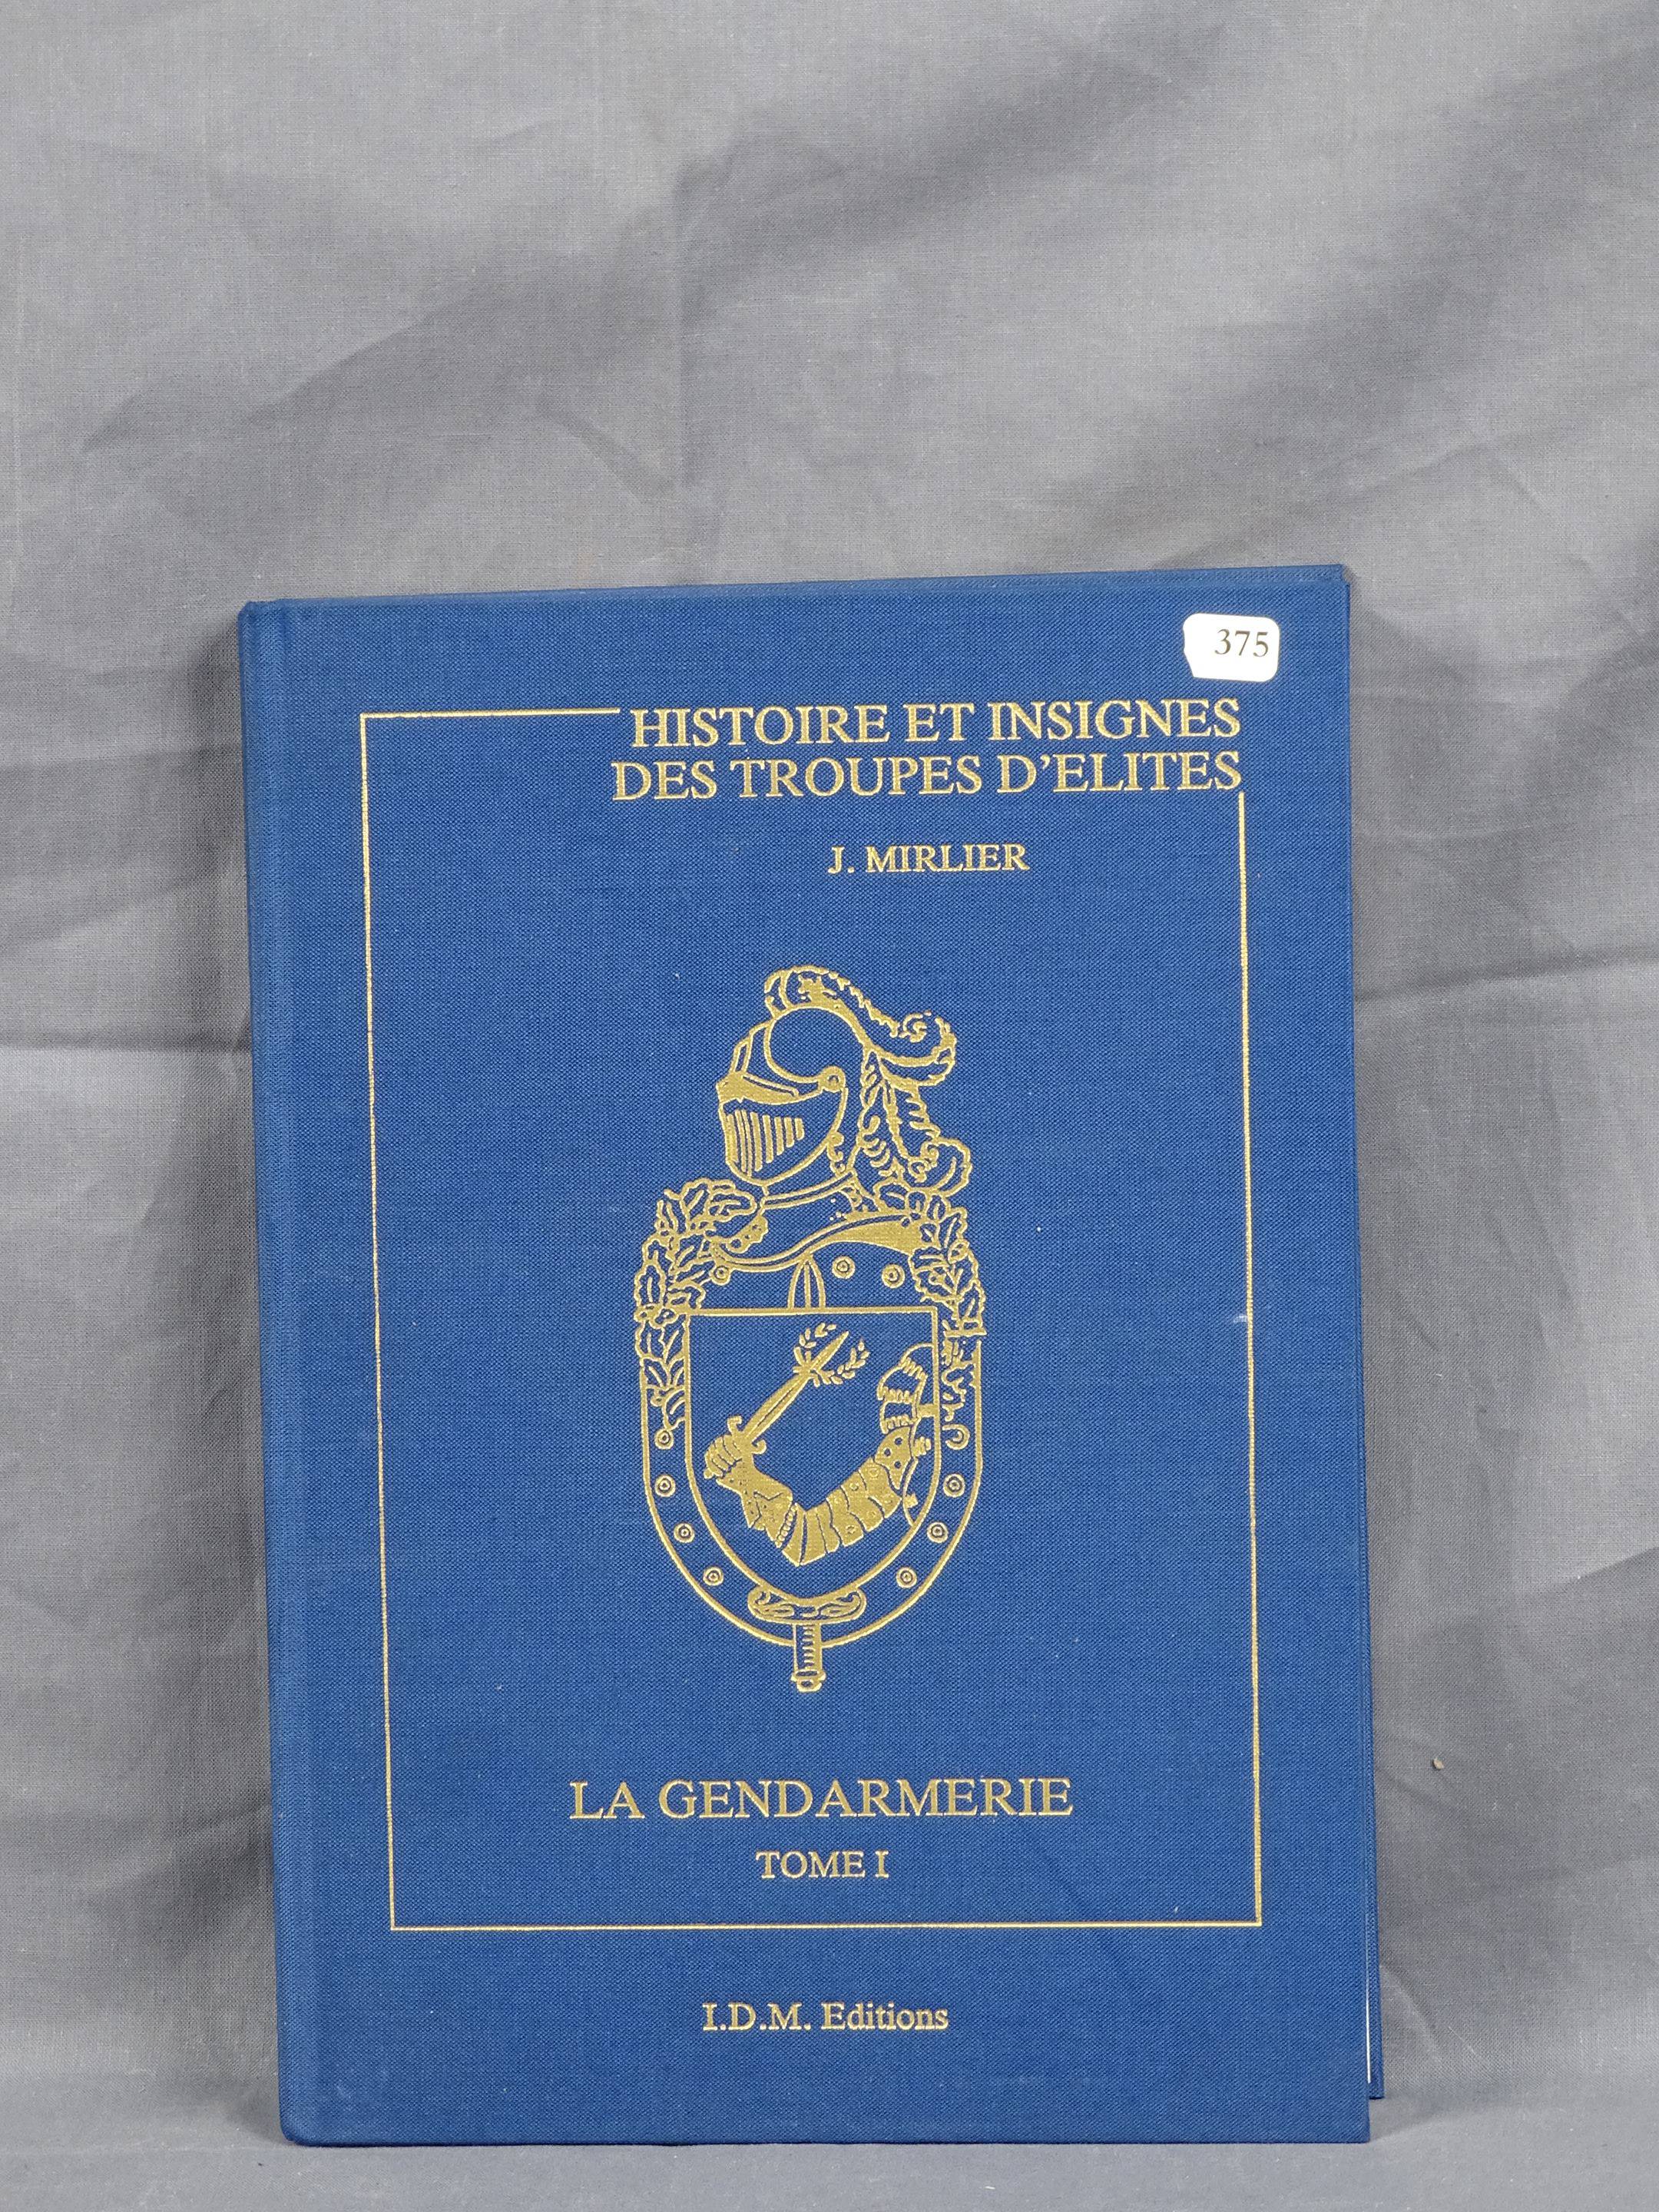 375
HISTOIRE ET INSIGNES
DES TROUPES D'ELITES
J. MIRLIER
LA GENDARMERIE
TOME I
I.D.M. Editions